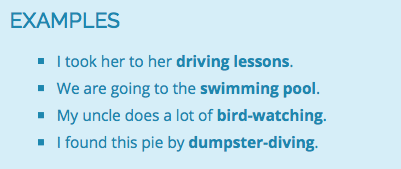 EXAMPLES
I took her to her driving lessons.
We are going to the swimming pool.
My uncle does a lot of bird-watching.
I found this pie by dumpster-diving.